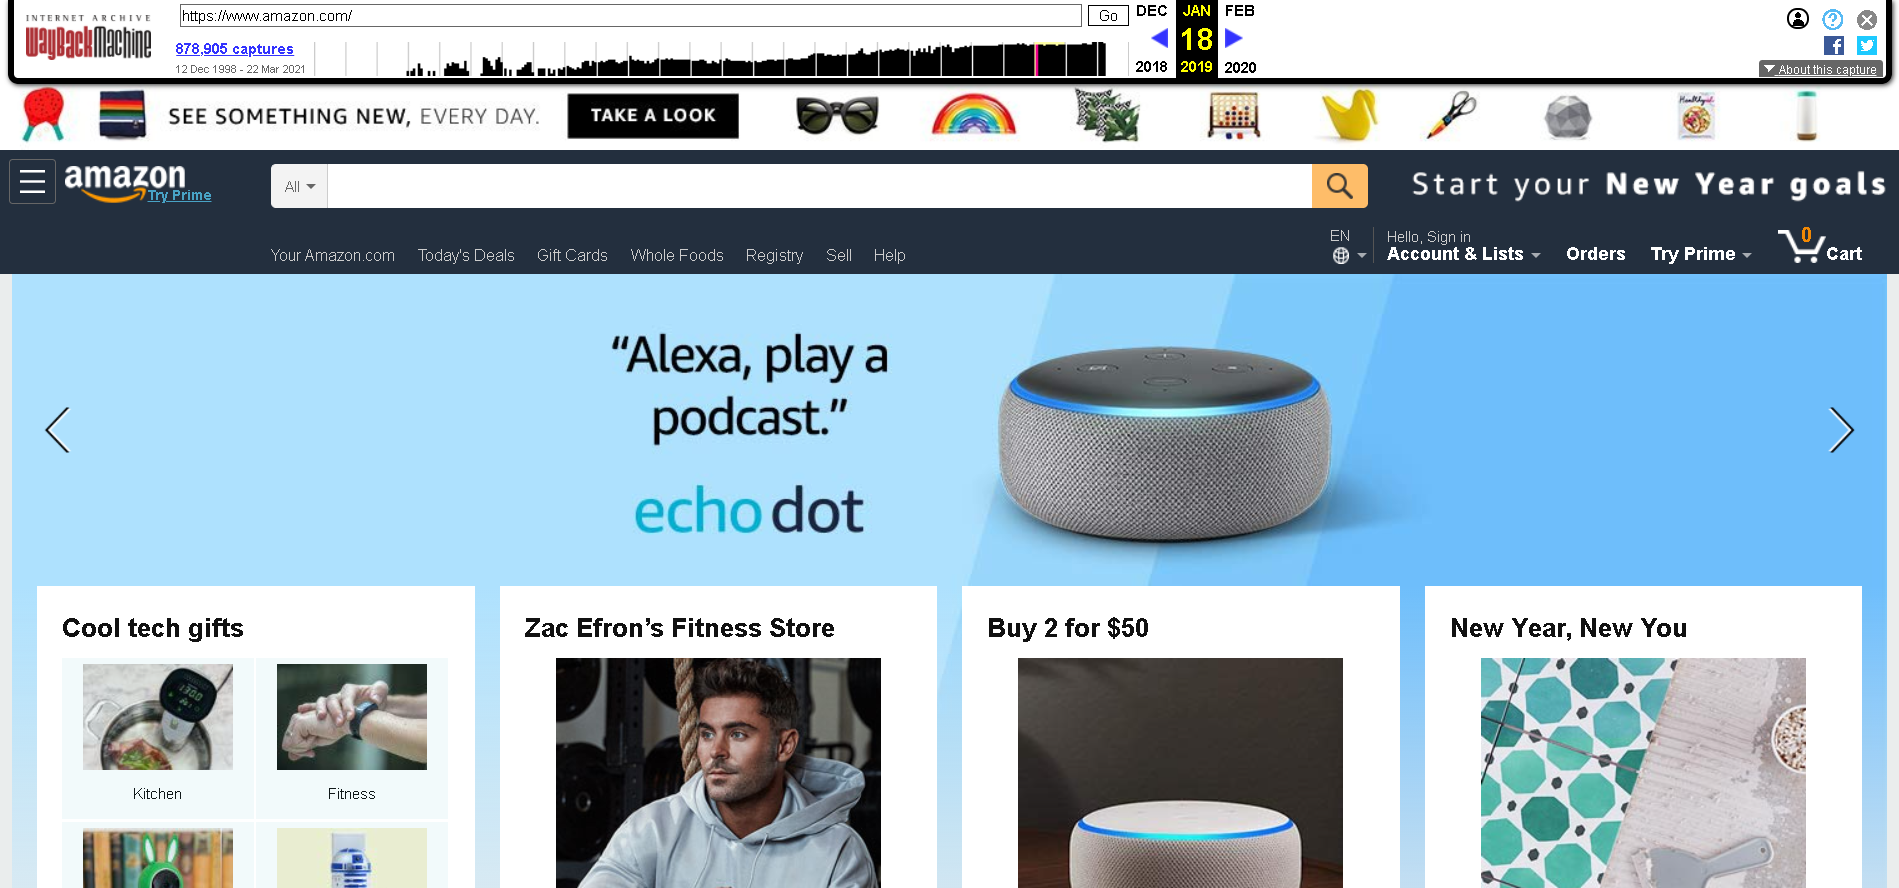 INTERNET ARCHIVE
WayBackMachine
https://www.amazon.com/
Go
DEC
JAN
FEB
878,905 captures
18
12 Dec 1998 - 22 Mar 2021
2018
2019
2020
About this capture
SEE SOMETHING NEW, EVERY DAY.
TAKE A LOOK
amazon
Try Prime
All
Start your New Year goals
Your Amazon.com
Today's Deals
Gift Cards
Whole Foods
Registry
Sell
Help
EN
Hello, Sign in
Account & Lists
Orders
Try Prime
0
Cart
“Alexa, play a
podcast.”
echo dot
Cool tech gifts
Zac Efron’s Fitness Store
Buy 2 for $50
New Year, New You
130.0
Kitchen
Fitness